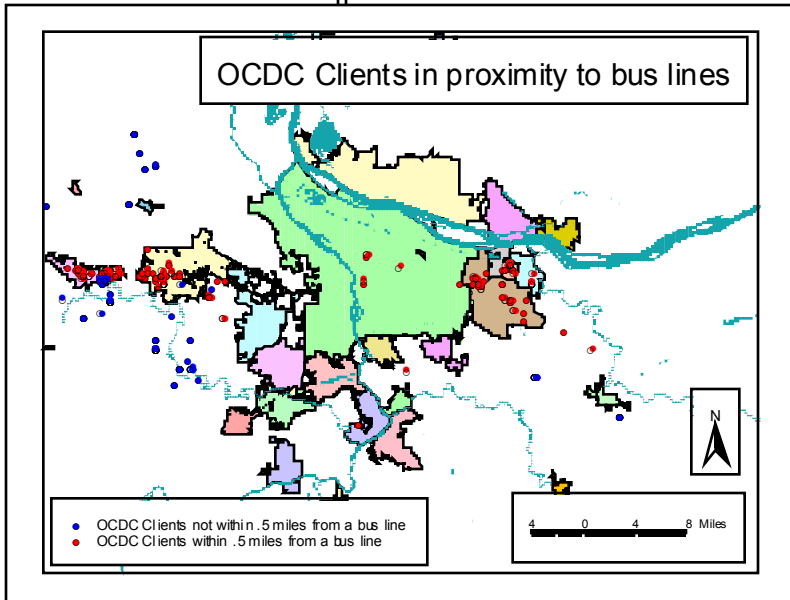 OCDC Clients in proximity to bus lines
N
OCDC Clients not within .5 miles from a bus line
OCDC Clients within .5 miles from a bus line
4 0 4 8 Miles